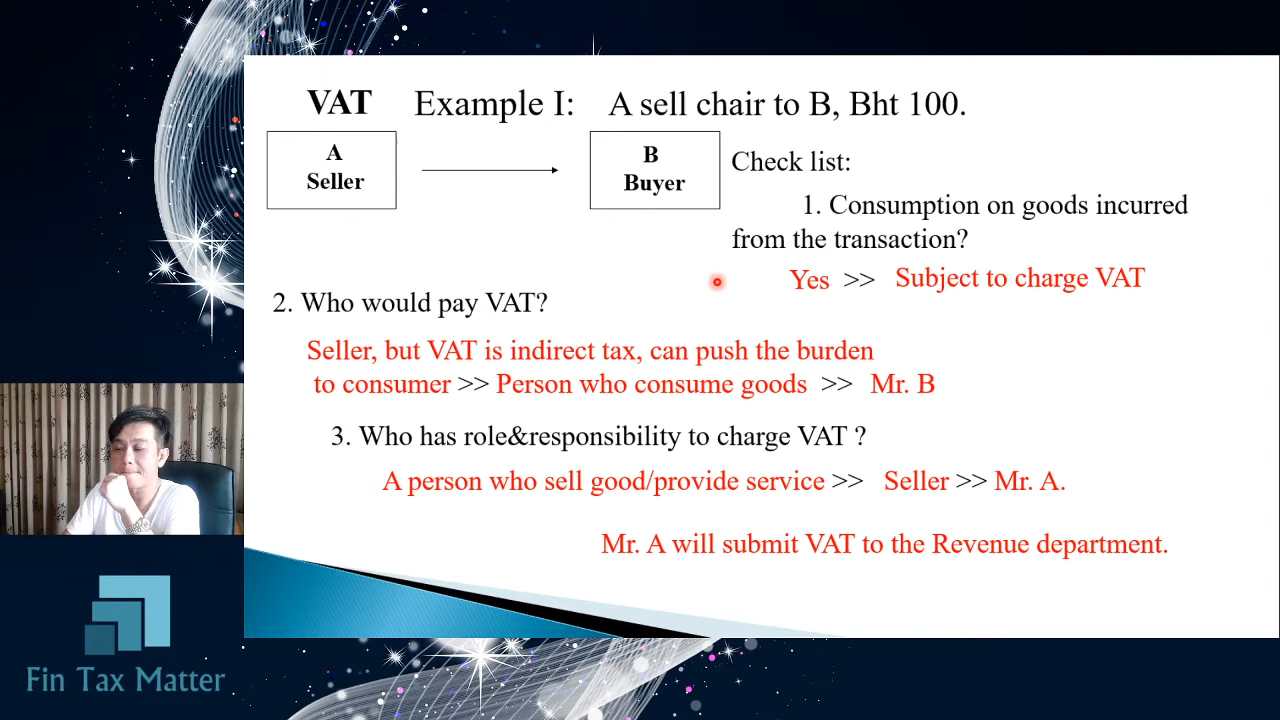 VAT Example I: A sell chair to B, Bht 100.
A
Seller
B
Buyer
Check list:
1. Consumption on goods incurred
from the transaction?
Yes >> Subject to charge VAT
2. Who would pay VAT?
Seller, but VAT is indirect tax, can push the burden
to consumer >> Person who consume goods >> Mr. B
3. Who has role&responsibility to charge VAT ?
A person who sell good/provide service >> Seller >> Mr. A.
Mr. A will submit VAT to the Revenue department.
Fin Tax Matter